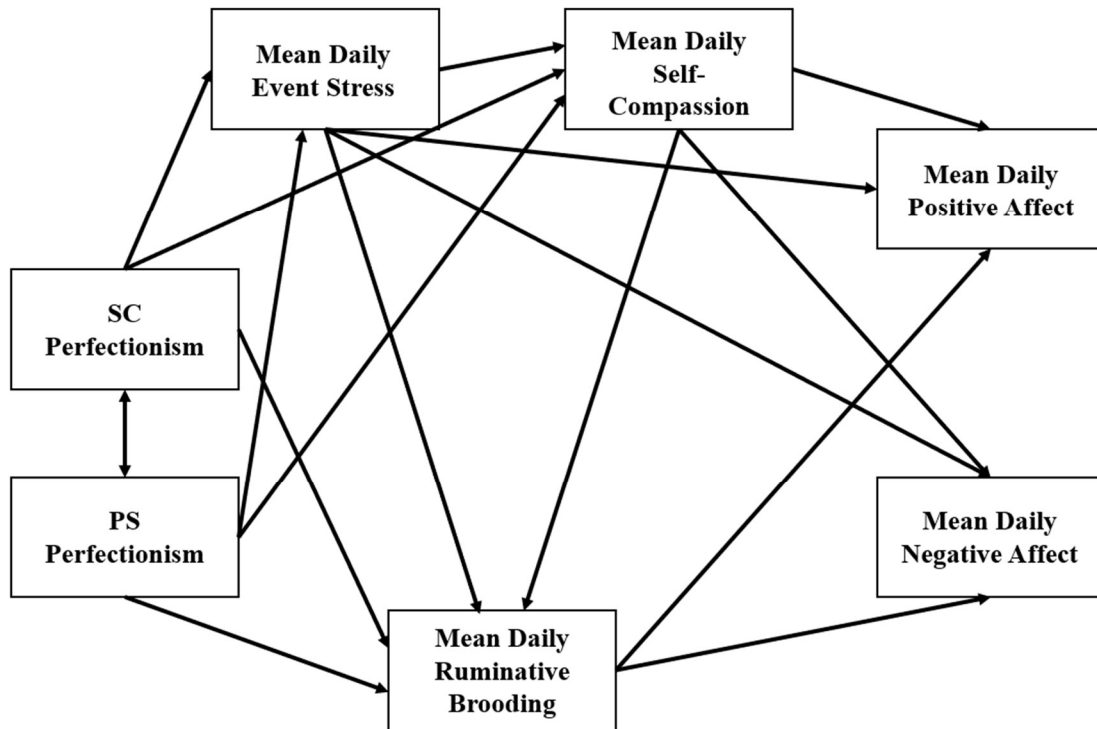 Mean Daily
Event Stress
Mean Daily
Self-
Compassion
Mean Daily
Positive Affect
SC
Perfectionism
PS
Perfectionism
Mean Daily
Negative Affect
Mean Daily
Ruminative
Brooding